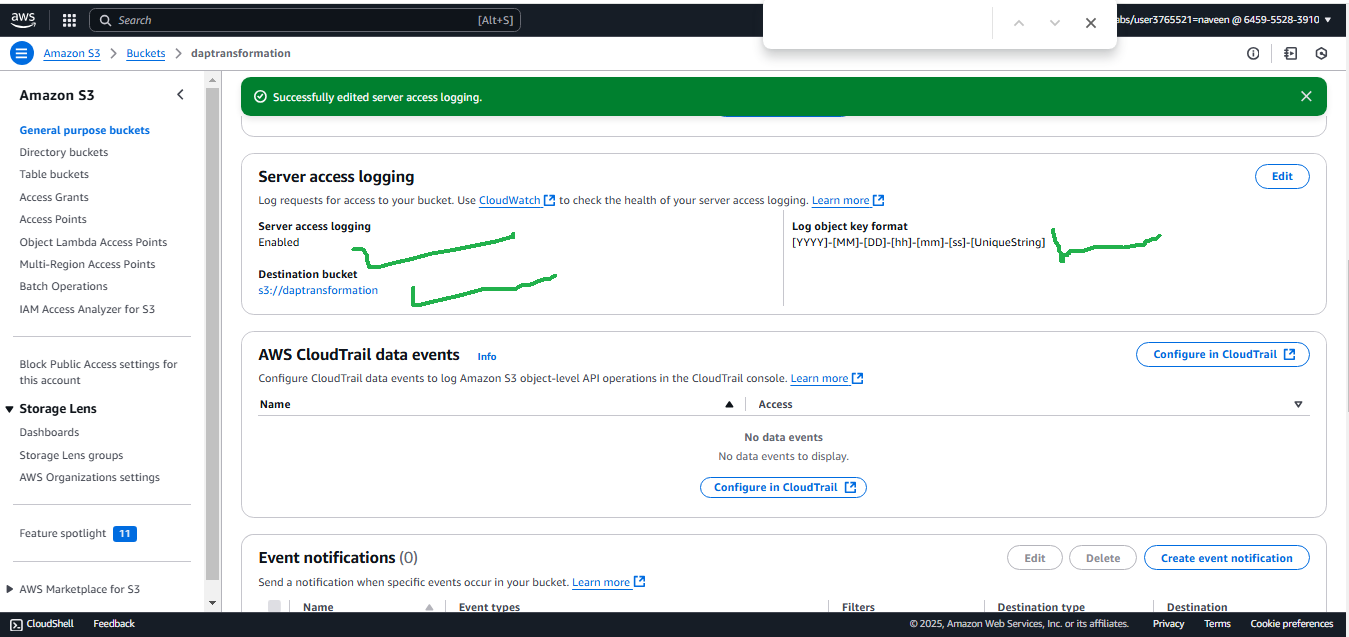 aws
Search [Alt+S]
abs/user3765521=naveen @ 6459-5528-3910
Amazon S3 > Buckets > daptransformation
Amazon S3
General purpose buckets
Directory buckets
Table buckets
Access Grants
Access Points
Object Lambda Access Points
Multi-Region Access Points
Batch Operations
IAM Access Analyzer for S3
Block Public Access settings for
this account
Storage Lens
Dashboards
Storage Lens groups
AWS Organizations settings
Feature spotlight 11
AWS Marketplace for S3
Successfully edited server access logging.
Server access logging
Edit
Log requests for access to your bucket. Use CloudWatch to check the health of your server access logging. Learn more
Server access logging
Enabled
Destination bucket
s3://daptransformation
Log object key format
[YYYY]-[MM]-[DD]-[hh]-[mm]-[ss]-[UniqueString]
AWS CloudTrail data events Info
Configure in CloudTrail
Configure CloudTrail data events to log Amazon S3 object-level API operations in the CloudTrail console. Learn more
Name Access
No data events
No data events to display.
Configure in CloudTrail
Event notifications (0)
Edit Delete Create event notification
Send a notification when specific events occur in your bucket. Learn more
Name Event types Filters Destination type Destination
CloudShell Feedback © 2025, Amazon Web Services, Inc. or its affiliates. Privacy Terms Cookie preferences